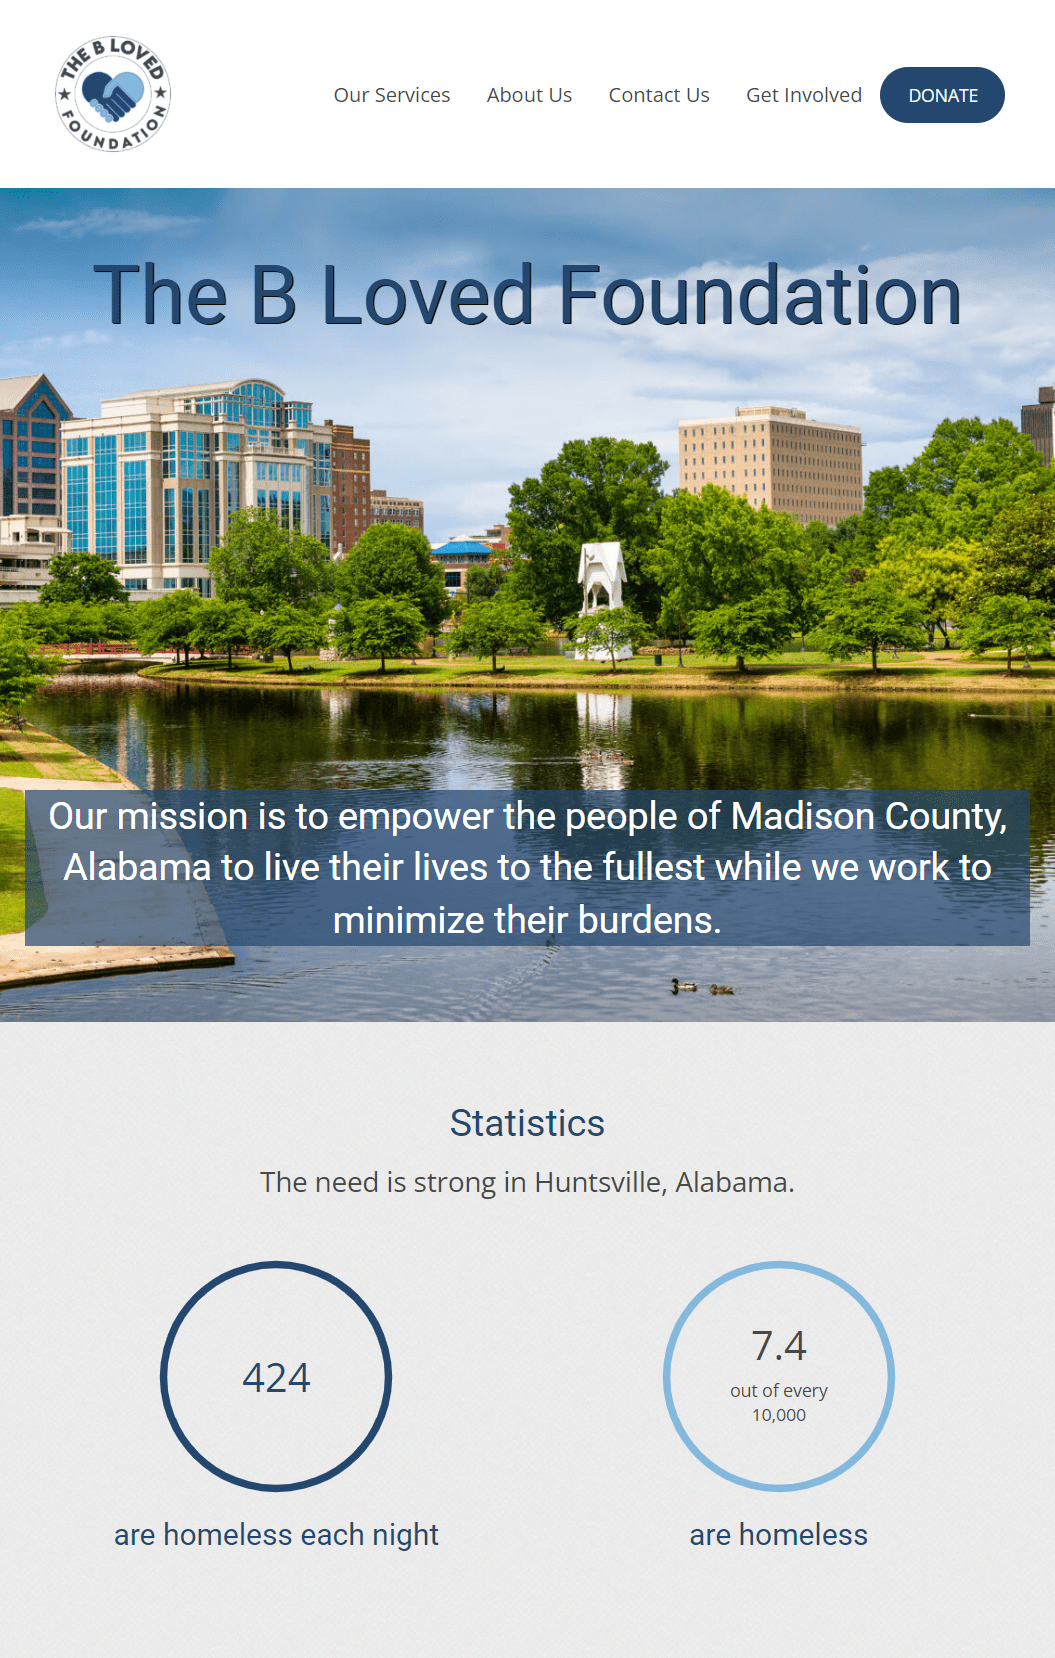 THE B LOVED
FOUNDATION
Our Services
About Us
Contact Us
Get Involved
DONATE
The B Loved Foundation
Our mission is to empower the people of Madison County,
Alabama to live their lives to the fullest while we work to
minimize their burdens.
Statistics
The need is strong in Huntsville, Alabama.
424
are homeless each night
7.4
out of every
10,000
are homeless